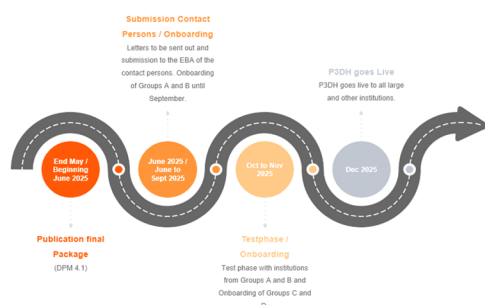 Submission Contact
Persons / Onboarding
Letters to be sent out and
submission to the EBA of the
contact persons. Onboarding
of Groups A and B until
September.
P3DH goes Live
P3DH goes live to all large
and other institutions.
End May /
Beginning
June 2025
June 2025 /
June to
Sept 2025
Oct to Nov
2025
Dec 2025
Publication final
Package
(DPM 4.1)
Testphase /
Onboarding
Test phase with institutions
from Groups A and B and
Onboarding of Groups C and